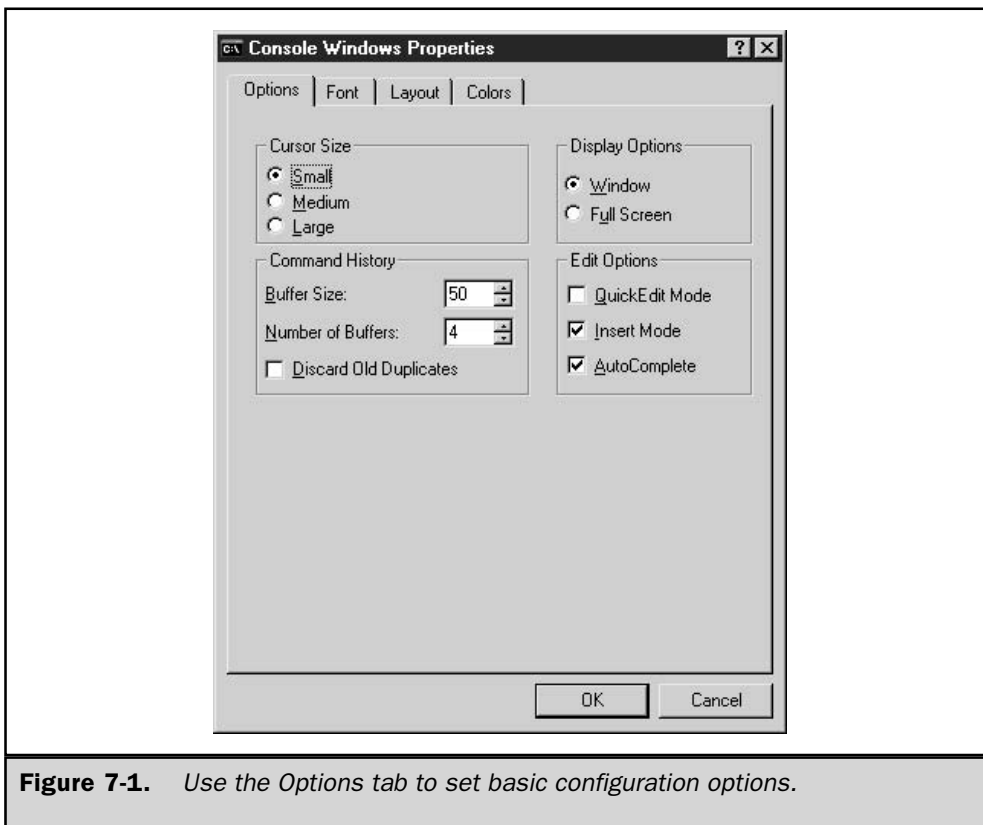 C:\ Console Windows Properties ? X
Options Font Layout Colors
Cursor Size
Small
Medium
Large
Display Options
Window
Full Screen
Command History
Buffer Size: 50
Number of Buffers: 4
Discard Old Duplicates
Edit Options
QuickEdit Mode
Insert Mode
AutoComplete
OK Cancel
Figure 7-1. Use the Options tab to set basic configuration options.